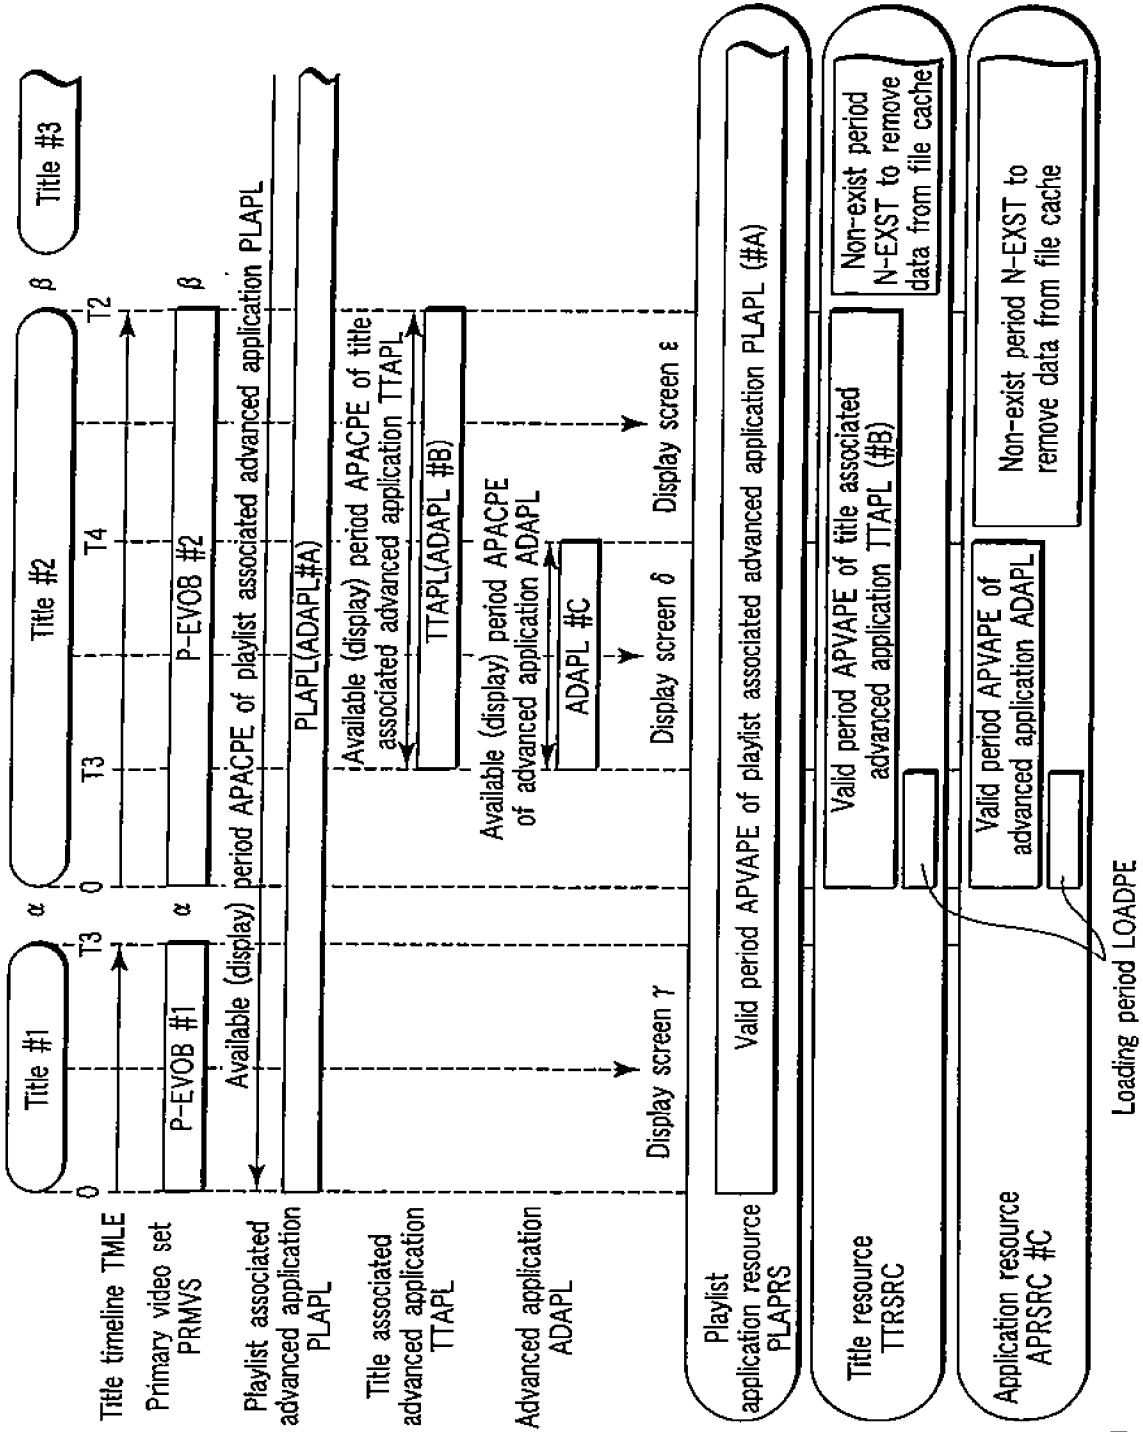 Title #1
α
Title #2
β
Title #3
0
T3
0
T3
T4
T2
Title timeline TMLE
Primary video set
PRMVS
P-EVOB #1
α
P-EVOB #2
β
Available (display) period APACPE of playlist associated advanced application PLAPL
Playlist associated
advanced application
PLAPL
PLAPL(ADAPL#A)
Available (display) period APACPE of title
associated advanced application TTAPL
Title associated
advanced application
TTAPL
TTAPL(ADAPL #B)
Available (display) period APACPE
of advanced application ADAPL
Advanced application
ADAPL
ADAPL #C
Display screen γ
Display screen δ
Display screen ε
Playlist
application resource
PLAPRS
Valid period APVAPE of playlist associated advanced application PLAPL (#A)
Title resource
TTRSRC
Valid period APVAPE of title associated
advanced application TTAPL (#B)
Non-exist period
N-EXST to remove
data from file cache
Application resource
APRSRC #C
Valid period APVAPE of
advanced application ADAPL
Non-exist period N-EXST to
remove data from file cache
Loading period LOADPE